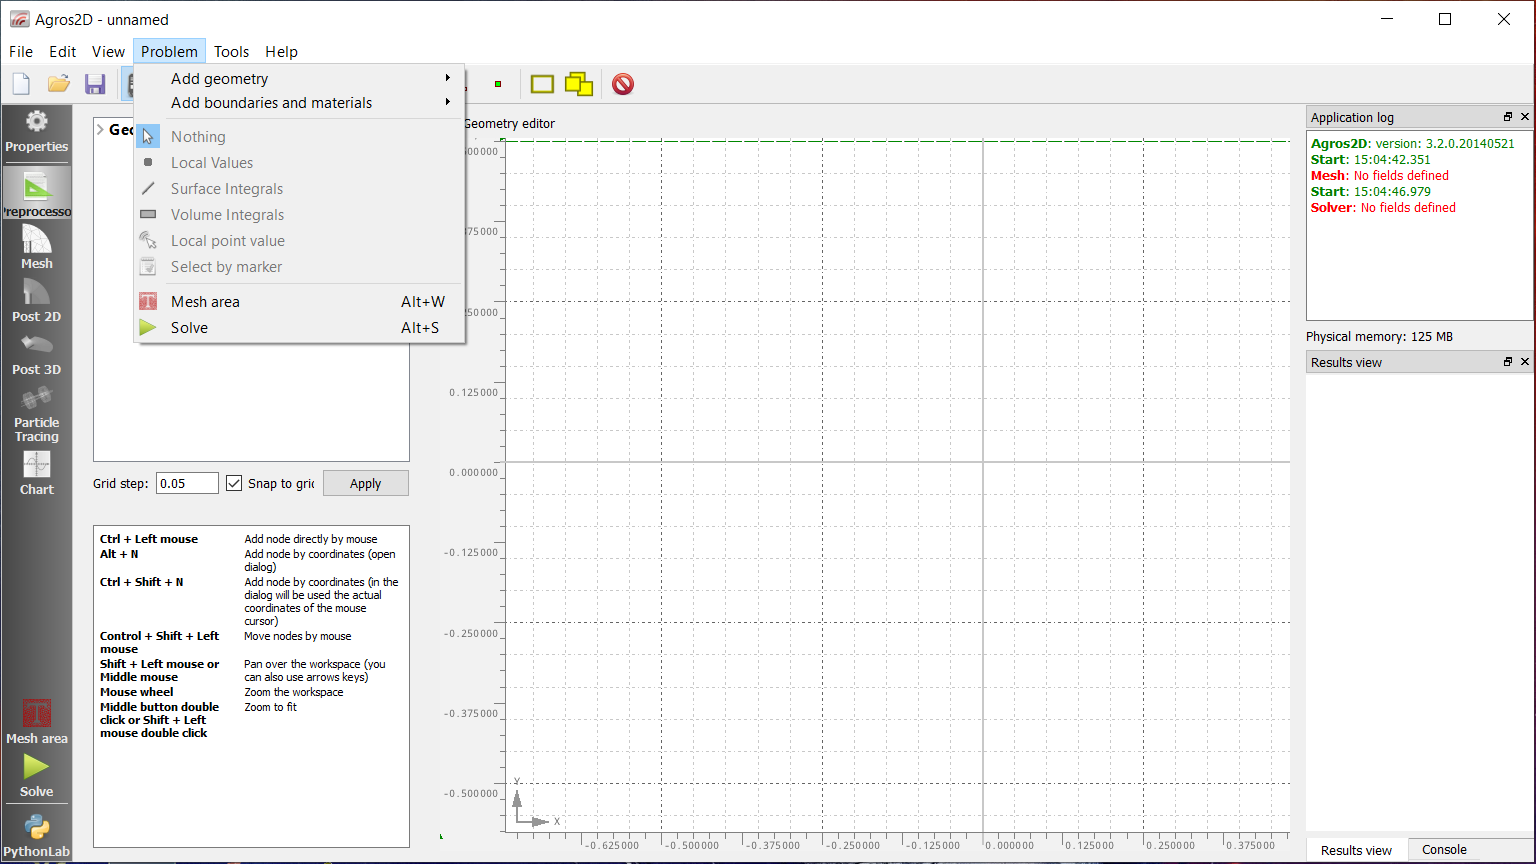 Agros2D - unnamed
File Edit View Problem Tools Help
Add geometry
Add boundaries and materials
Nothing
Local Values
Surface Integrals
Volume Integrals
Local point value
Select by marker
Mesh area Alt+W
Solve Alt+S
Properties
Preprocesso
Mesh
Post 2D
Post 3D
Particle
Tracing
Chart
Mesh area
Solve
PythonLab
Grid step: 0.05 Snap to gri
Apply
Ctrl + Left mouse Add node directly by mouse
Alt + N Add node by coordinates (open
dialog)
Ctrl + Shift + N Add node by coordinates (in the
dialog will be used the actual
coordinates of the mouse
cursor)
Control + Shift + Left Move nodes by mouse
mouse
Shift + Left mouse or Pan over the workspace (you
Middle mouse can also use arrows keys)
Mouse wheel Zoom the workspace
Middle button double Zoom to fit
click or Shift + Left
mouse double click
Geometry editor
500000
375000
250000
0.125000
0.000000
-0.125000
-0.250000
-0.375000
-0.500000
Y
X
-0.625000 -0.500000 -0.375000 -0.250000 -0.125000 0.000000 0.125000 0.250000 0.375000
Application log
Agros2D: version: 3.2.0.20140521
Start: 15:04:42.351
Mesh: No fields defined
Start: 15:04:46.979
Solver: No fields defined
Physical memory: 125 MB
Results view
Results view Console